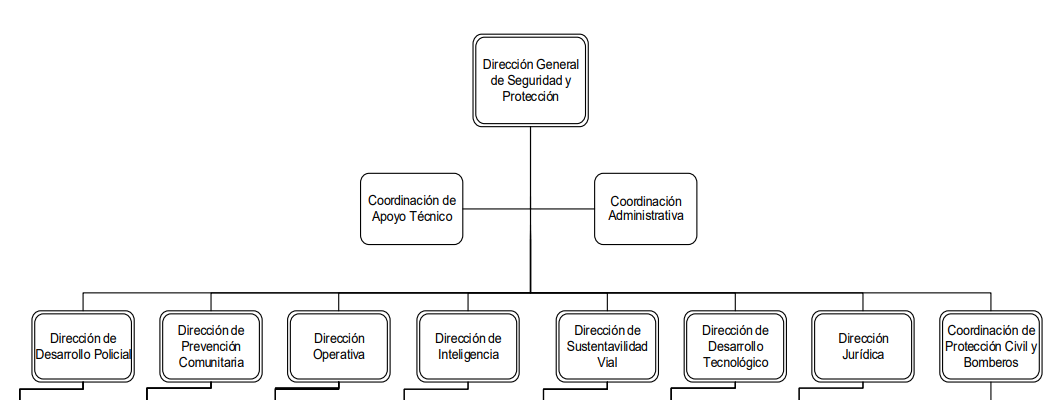 Dirección General
de Seguridad y
Protección
Coordinación de
Apoyo Técnico
Coordinación
Administrativa
Dirección de
Desarrollo Policial
Dirección de
Prevención
Comunitaria
Dirección
Operativa
Dirección de
Inteligencia
Dirección de
Sustentavilidad
Vial
Dirección de
Desarrollo
Tecnológico
Dirección
Jurídica
Coordinación de
Protección Civil y
Bomberos